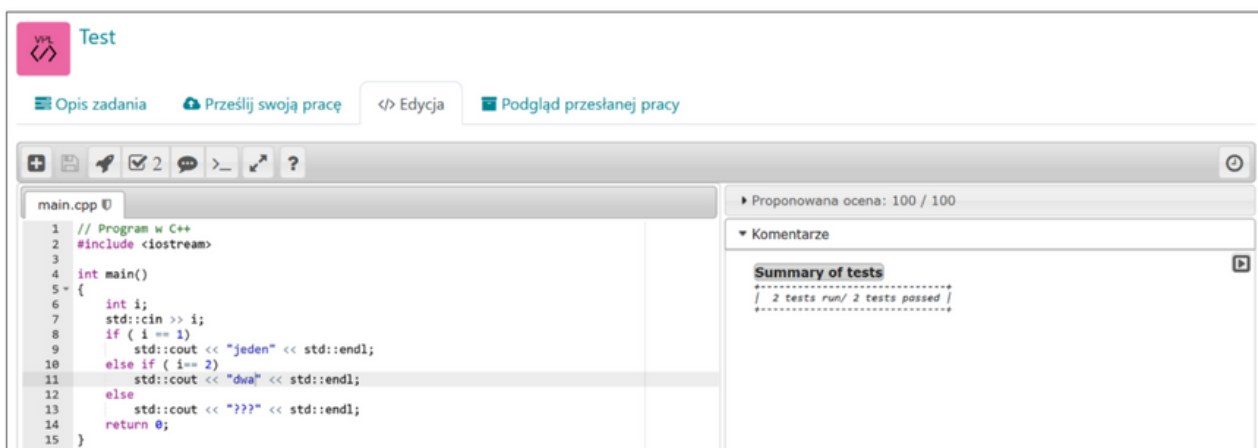 VPL
Test
Opis zadania Prześlij swoją pracę </> Edycja Podgląd przesłanej pracy
2 >_ ?
main.cpp
1 // Program w C++
2 #include <iostream>
3
4 int main()
5 {
6 int i;
7 std::cin >> i;
8 if ( i == 1)
9 std::cout << "jeden" << std::endl;
10 else if ( i== 2)
11 std::cout << "dwa" << std::endl;
12 else
13 std::cout << "???" << std::endl;
14 return 0;
15 }
Proponowana ocena: 100 / 100
Komentarze
Summary of tests
+------------------------------+
| 2 tests run/ 2 tests passed |
+------------------------------+